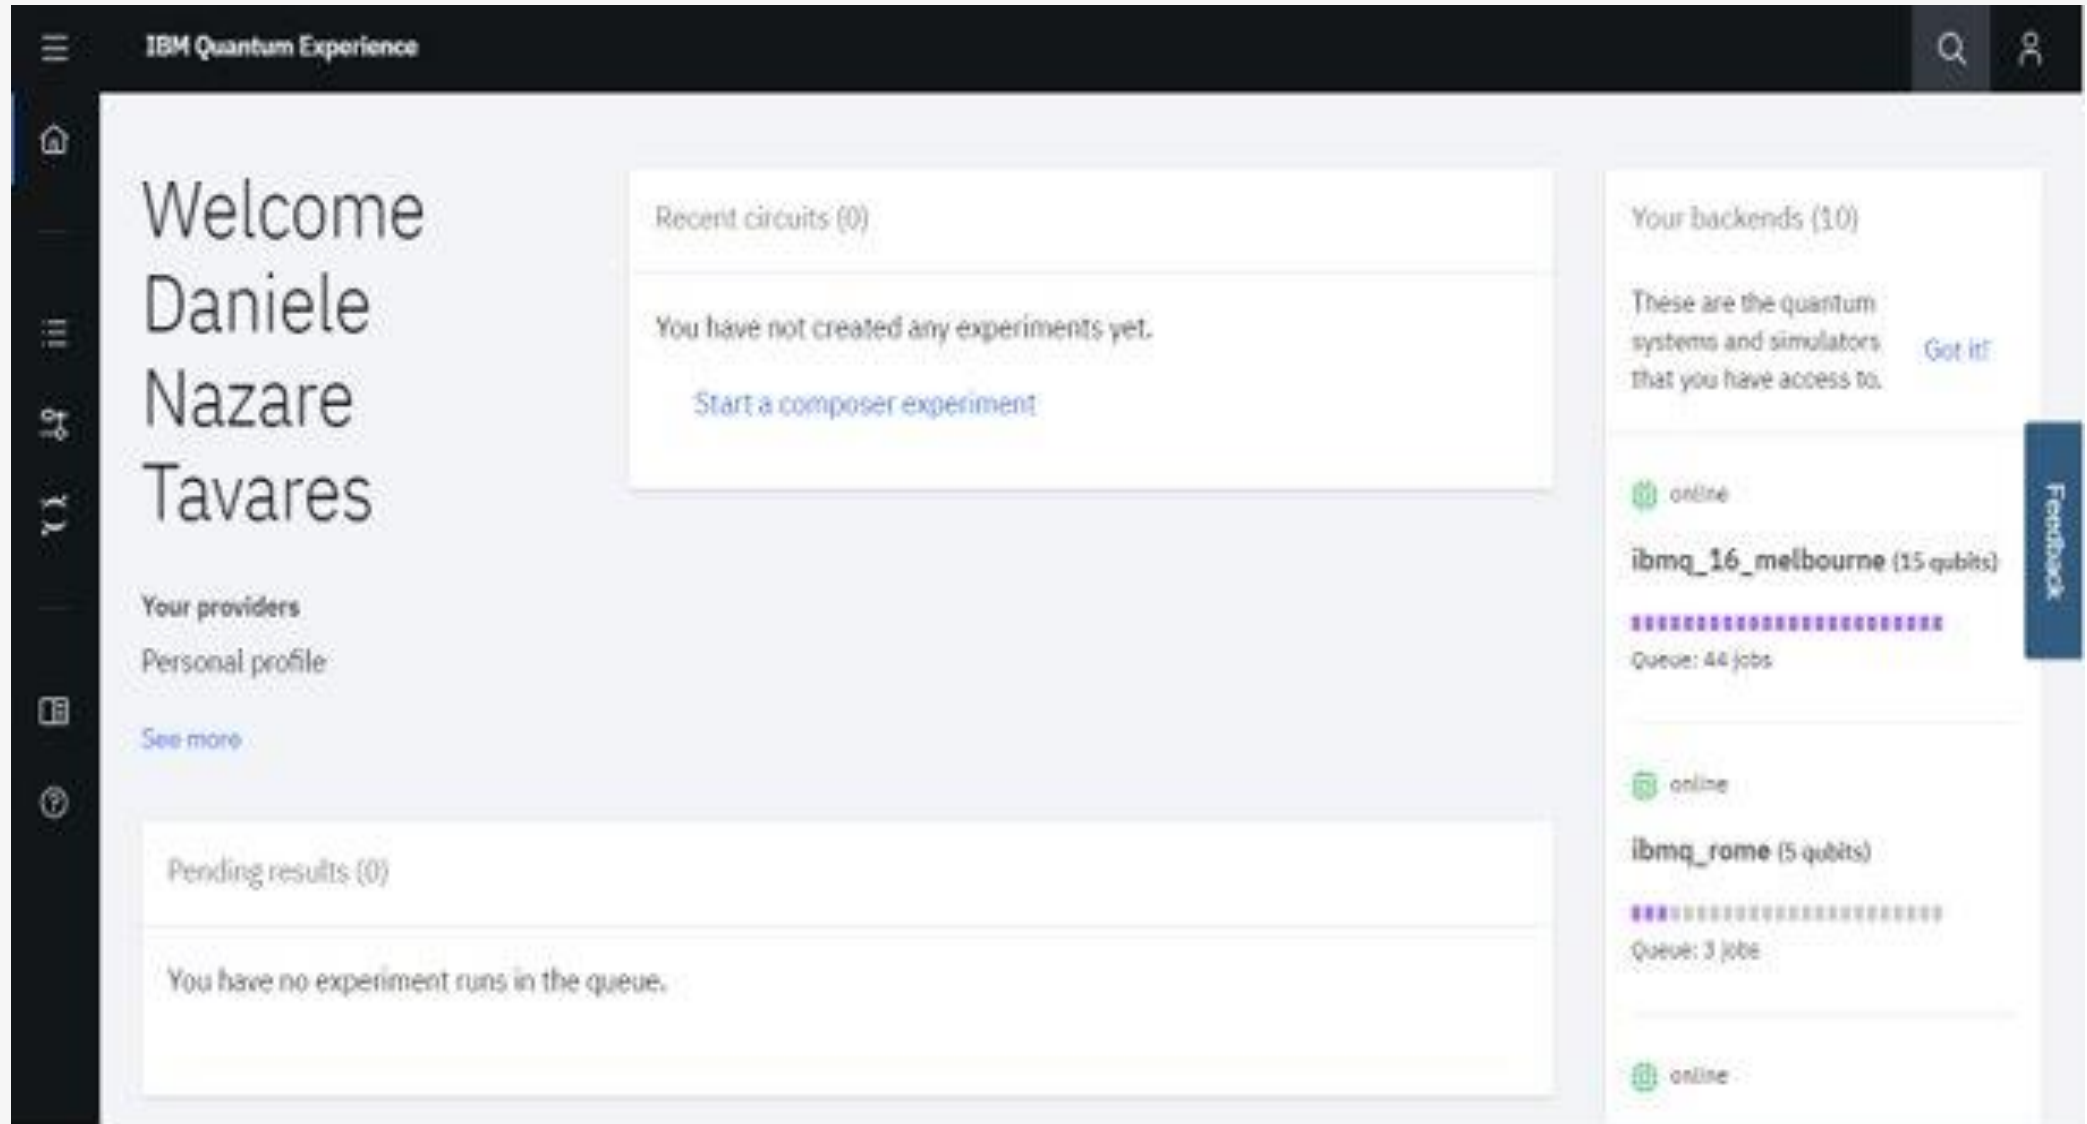 IBM Quantum Experience
Welcome
Daniele
Nazare
Tavares
Your providers
Personal profile
See more
Recent circuits (0)
You have not created any experiments yet.
Start a composer experiment
Pending results (0)
You have no experiment runs in the queue.
Your backends (10)
These are the quantum
systems and simulators
that you have access to.
Got it!
online
ibmq_16_melbourne (15 qubits)
Queue: 44 jobs
online
ibmq_rome (5 qubits)
Queue: 3 jobs
online
Feedback